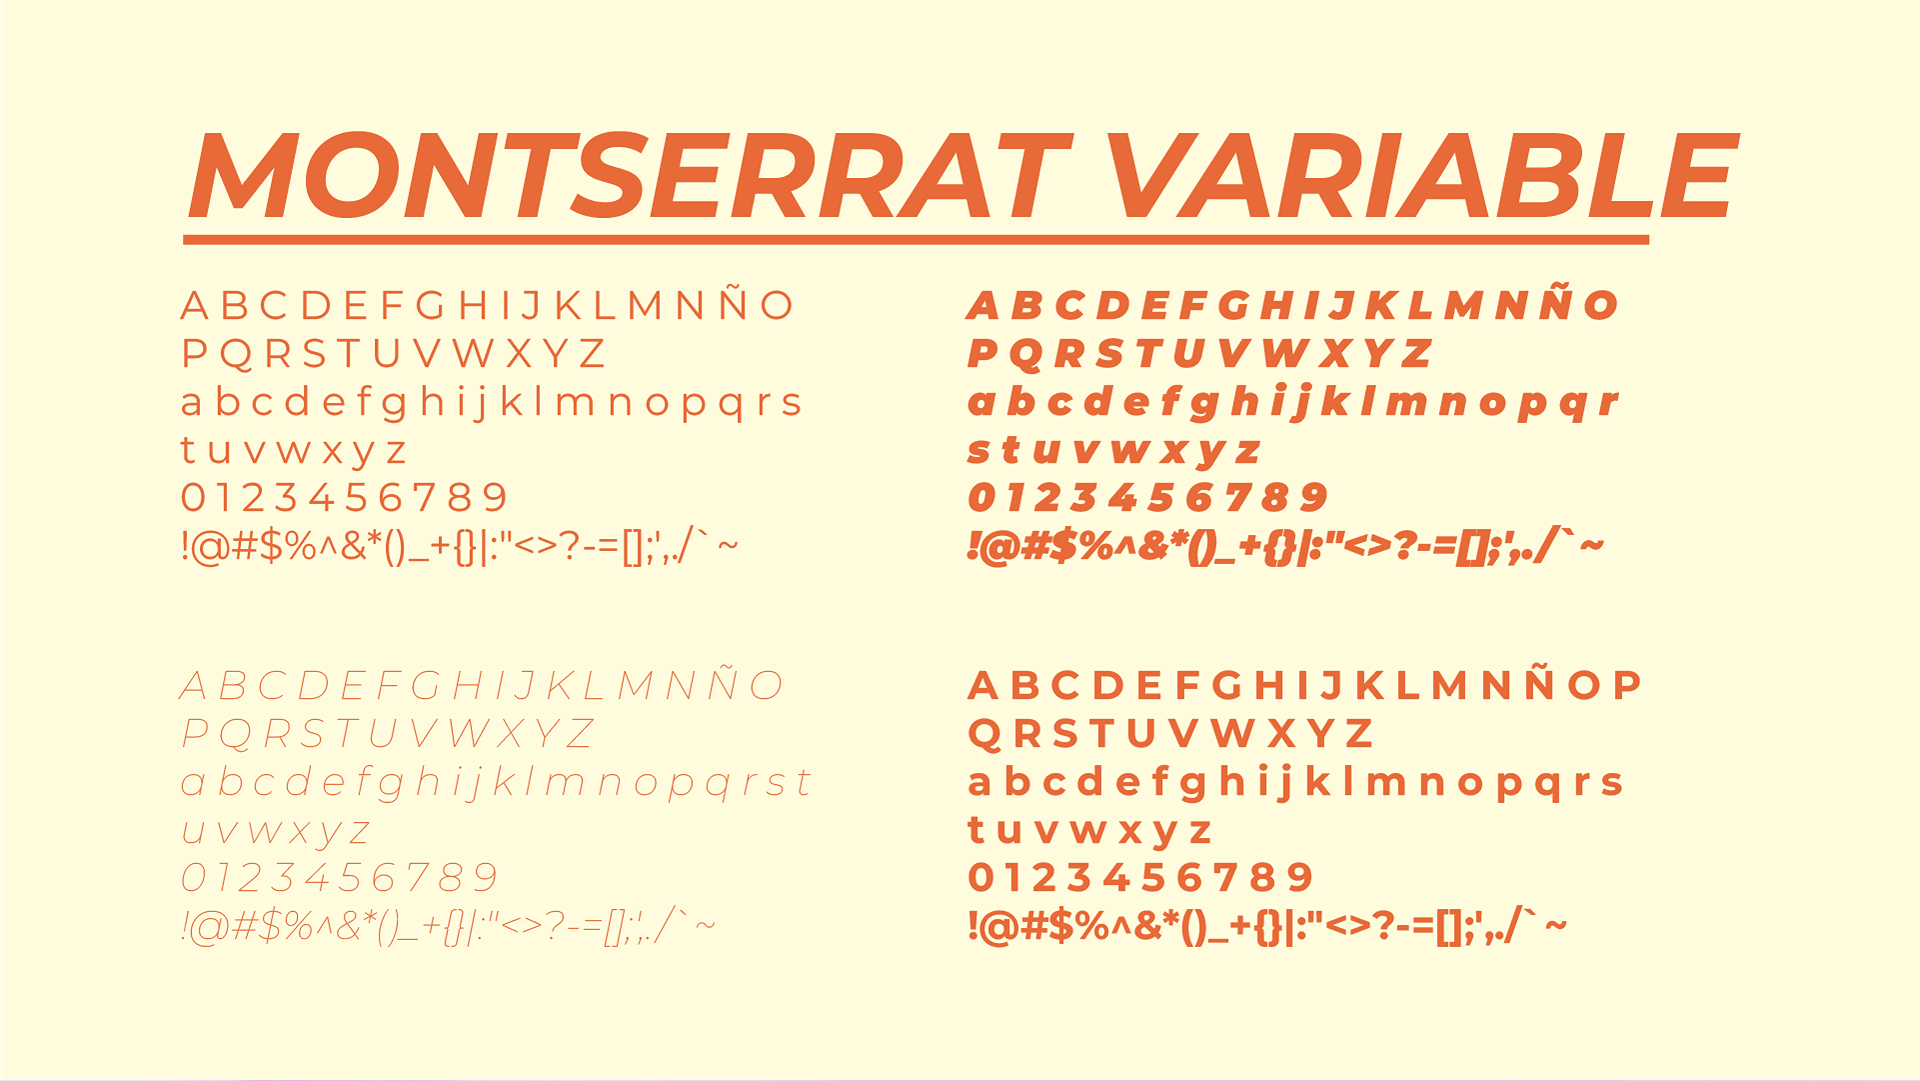 MONTSERRAT VARIABLE
A B C D E F G H I J K L M N Ñ O
P Q R S T U V W X Y Z
a b c d e f g h i j k l m n o p q r s
t u v w x y z
0 1 2 3 4 5 6 7 8 9
!@#$%^&*()_+{}|:"<>?-=[];',./`~
A B C D E F G H I J K L M N Ñ O
P Q R S T U V W X Y Z
a b c d e f g h i j k l m n o p q r
s t u v w x y z
0 1 2 3 4 5 6 7 8 9
!@#$%^&*()_+{}|:"<>?-=[];',./`~
A B C D E F G H I J K L M N Ñ O
P Q R S T U V W X Y Z
a b c d e f g h i j k l m n o p q r s t
u v w x y z
0 1 2 3 4 5 6 7 8 9
!@#$%^&*()_+{}|:"<>?-=[];',./`~
A B C D E F G H I J K L M N Ñ O P
Q R S T U V W X Y Z
a b c d e f g h i j k l m n o p q r s
t u v w x y z
0 1 2 3 4 5 6 7 8 9
!@#$%^&*()_+{}|:"<>?-=[];',./`~